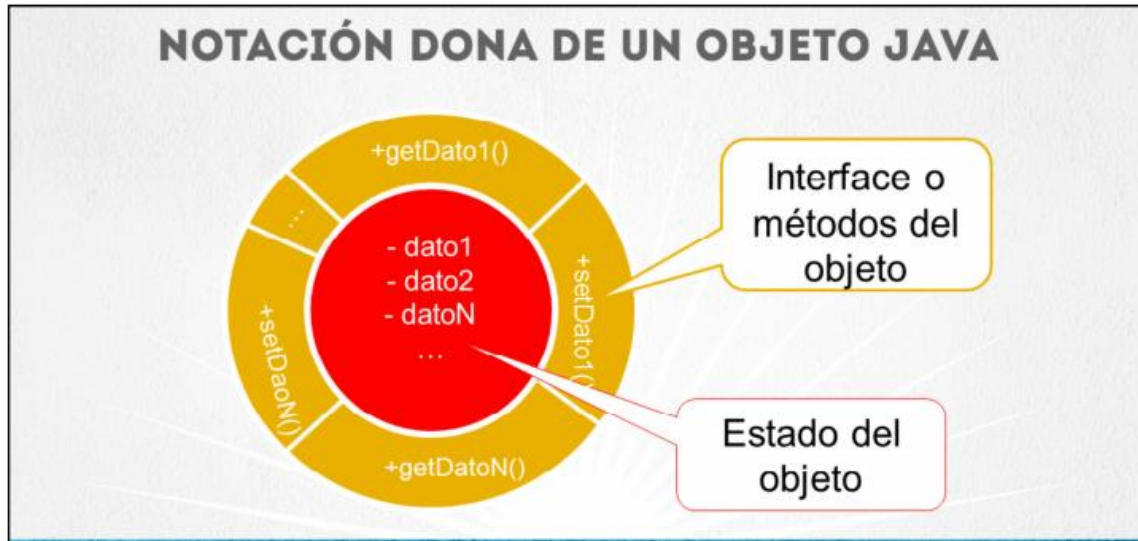 NOTACIÓN DONA DE UN OBJETO JAVA
+getDato1()
...
- dato1
- dato2
- datoN
...
+setDato1()
+setDaoN()
+getDatoN()
Interface o
métodos del
objeto
Estado del
objeto